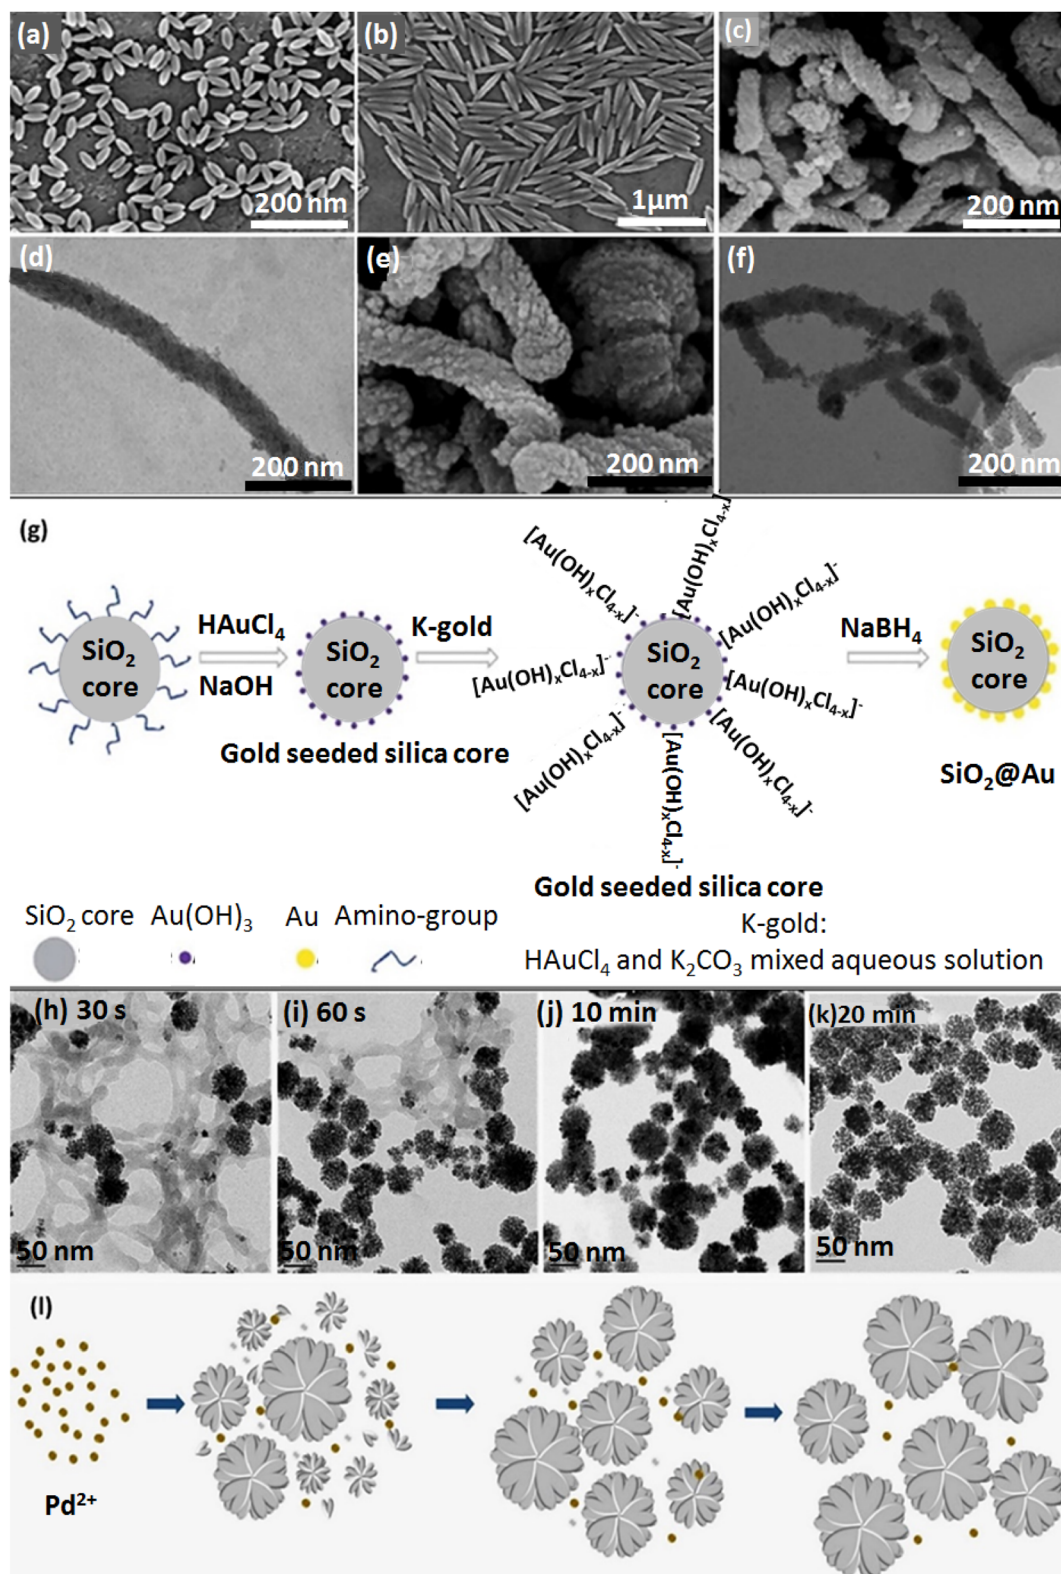 (a)
200 nm
(b)
1µm
(c)
200 nm
(d)
200 nm
(e)
200 nm
(f)
200 nm
(g)
SiO2 core
HAuCl4
NaOH
SiO2 core
Gold seeded silica core
K-gold
[Au(OH)xCl4-x]-
[Au(OH)xCl4-x]-
[Au(OH)xCl4-x]-
[Au(OH)xCl4-x]-
[Au(OH)xCl4-x]-
[Au(OH)xCl4-x]-
[Au(OH)xCl4-x]-
[Au(OH)xCl4-x]-
SiO2 core
Gold seeded silica core
NaBH4
SiO2 core
SiO2@Au
SiO2 core
Au(OH)3
Au
Amino-group
K-gold:
HAuCl4 and K2CO3 mixed aqueous solution
(h) 30 s
50 nm
(i) 60 s
50 nm
(j) 10 min
50 nm
(k)20 min
50 nm
(l)
Pd2+